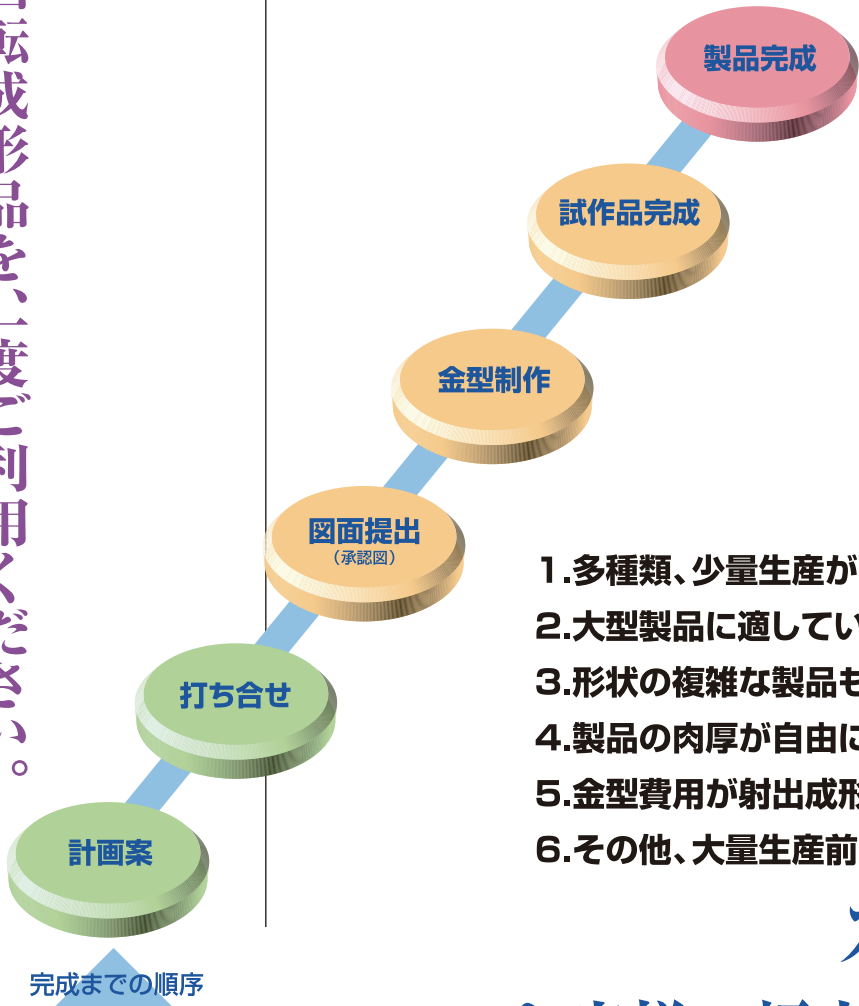 転成形品を、一度ご利用ください。
製品完成
試作品完成
金型制作
図面提出
（承認図）
打ち合せ
計画案
完成までの順序
1.多種類、少量生産が
2.大型製品に適してい
3.形状の複雑な製品も
4.製品の肉厚が自由に
5.金型費用が射出成形
6.その他、大量生産前